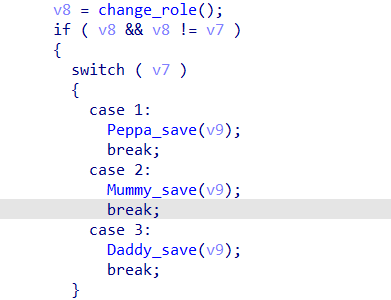 v8 = change_role();
if ( v8 && v8 != v7 )
{
switch ( v7 )
{
case 1:
Peppa_save(v9);
break;
case 2:
Mummy_save(v9);
break;
case 3:
Daddy_save(v9);
break;
}